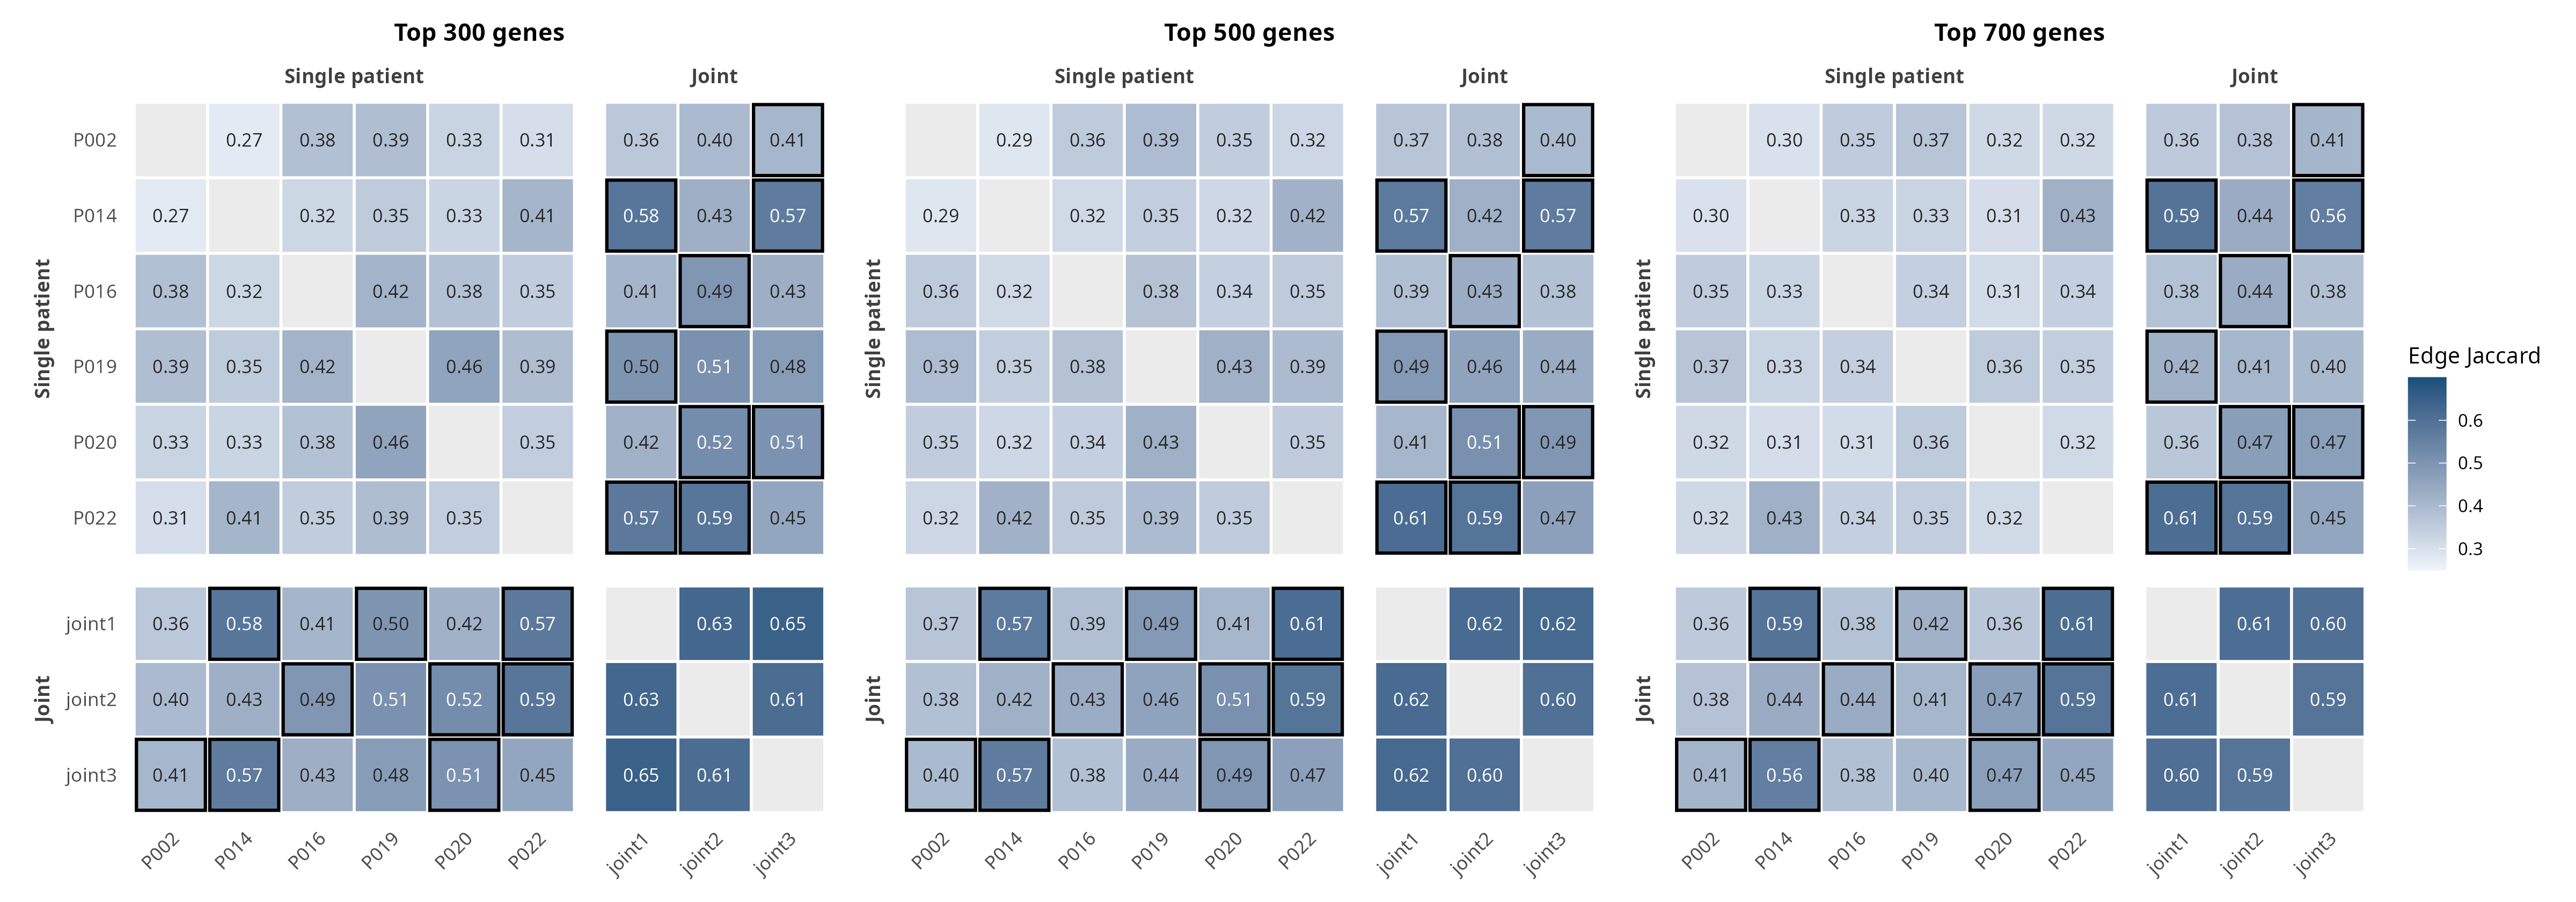 Top 300 genes Top 500 genes Top 700 genes
Single patient Joint Single patient Joint Single patient Joint
P002 0.27 0.38 0.39 0.33 0.31 0.36 0.40 0.41 0.29 0.36 0.39 0.35 0.32 0.37 0.38 0.40 0.30 0.35 0.37 0.32 0.32 0.36 0.38 0.41
P014 0.27 0.32 0.35 0.33 0.41 0.58 0.43 0.57 0.29 0.32 0.35 0.32 0.42 0.57 0.42 0.57 0.30 0.33 0.33 0.31 0.43 0.59 0.44 0.56
P016 0.38 0.32 0.42 0.38 0.35 0.41 0.49 0.43 0.36 0.32 0.38 0.34 0.35 0.39 0.43 0.38 0.35 0.33 0.34 0.31 0.34 0.38 0.44 0.38
Single patient Single patient Single patient
P019 0.39 0.35 0.42 0.46 0.39 0.50 0.51 0.48 0.39 0.35 0.38 0.43 0.39 0.49 0.46 0.44 0.37 0.33 0.34 0.36 0.35 0.42 0.41 0.40
P020 0.33 0.33 0.38 0.46 0.35 0.42 0.52 0.51 0.35 0.32 0.34 0.43 0.35 0.41 0.51 0.49 0.32 0.31 0.31 0.36 0.32 0.36 0.47 0.47
P022 0.31 0.41 0.35 0.39 0.35 0.57 0.59 0.45 0.32 0.42 0.35 0.39 0.35 0.61 0.59 0.47 0.32 0.43 0.34 0.35 0.32 0.61 0.59 0.45
joint1 0.36 0.58 0.41 0.50 0.42 0.57 0.63 0.65 0.37 0.57 0.39 0.49 0.41 0.61 0.62 0.62 0.36 0.59 0.38 0.42 0.36 0.61 0.61 0.60
Joint Joint Joint
joint2 0.40 0.43 0.49 0.51 0.52 0.59 0.63 0.61 0.38 0.42 0.43 0.46 0.51 0.59 0.62 0.60 0.38 0.44 0.44 0.41 0.47 0.59 0.61 0.59
joint3 0.41 0.57 0.43 0.48 0.51 0.45 0.65 0.61 0.40 0.57 0.38 0.44 0.49 0.47 0.62 0.60 0.41 0.56 0.38 0.40 0.47 0.45 0.60 0.59
P002 P014 P016 P019 P020 P022 joint1 joint2 joint3 P002 P014 P016 P019 P020 P022 joint1 joint2 joint3 P002 P014 P016 P019 P020 P022 joint1 joint2 joint3
Edge Jaccard
0.6
0.5
0.4
0.3